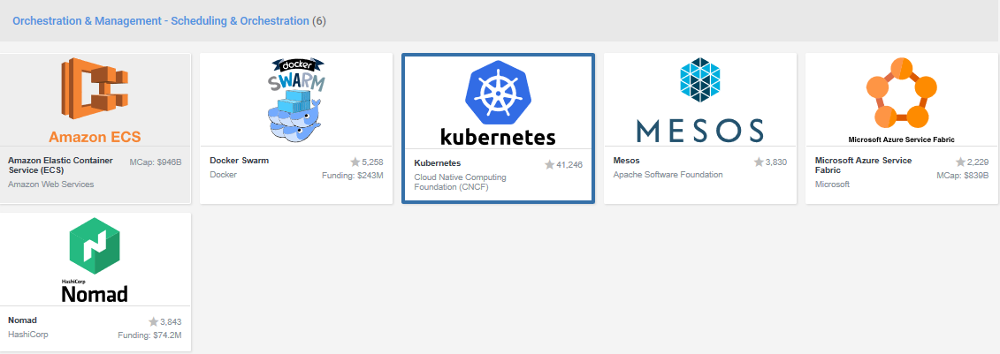 Orchestration & Management - Scheduling & Orchestration (6)
Amazon ECS
Amazon Elastic Container
Service (ECS)
MCap: $946B
Amazon Web Services
docker
SWARM
Docker Swarm
5,258
Docker
Funding: $243M
kubernetes
Kubernetes
41,246
Cloud Native Computing
Foundation (CNCF)
MESOS
Mesos
3,830
Apache Software Foundation
Microsoft Azure Service Fabric
Microsoft Azure Service
Fabric
2,229
MCap: $839B
Microsoft
HashiCorp
Nomad
Nomad
3,843
HashiCorp
Funding: $74.2M